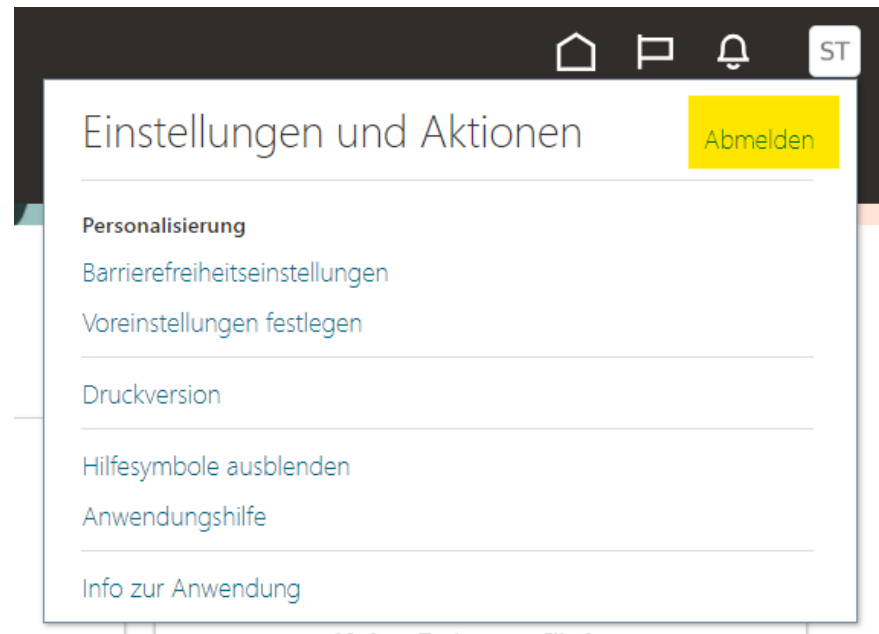 ST
Einstellungen und Aktionen
Abmelden
Personalisierung
Barrierefreiheitseinstellungen
Voreinstellungen festlegen
Druckversion
Hilfesymbole ausblenden
Anwendungshilfe
Info zur Anwendung